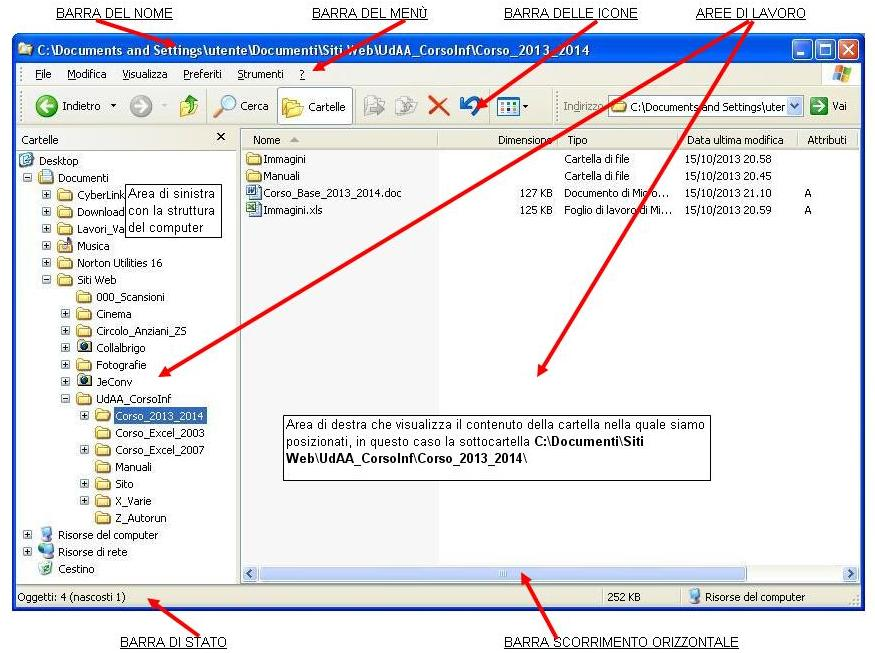 BARRA DEL NOME
BARRA DEL MENÙ
BARRA DELLE ICONE
AREE DI LAVORO
C:\Documents and Settings\utente\Documenti\Siti Web\UdAA_CorsoInf\Corso_2013_2014
File Modifica Visualizza Preferiti Strumenti ?
Indietro Cerca Cartelle Indirizzo C:\Documents and Settings\uter Vai
Cartelle
Nome Dimensione Tipo Data ultima modifica Attributi
Desktop
Documenti
CyberLink
Download
Lavori_Va
Musica
Norton Utilities 16
Siti Web
000_Scansioni
Cinema
Circolo_Anziani_ZS
Collalbrigo
Fotografie
JeConv
UdAA_CorsoInf
Corso_2013_2014
Corso_Excel_2003
Corso_Excel_2007
Manuali
Sito
X_Varie
Z_Autorun
Risorse del computer
Risorse di rete
Cestino
Area di sinistra
con la struttura
del computer
Immagini Cartella di file 15/10/2013 20.58
Manuali Cartella di file 15/10/2013 20.45
Corso_Base_2013_2014.doc 127 KB Documento di Micro... 15/10/2013 21.10 A
Immagini.xls 125 KB Foglio di lavoro di Mi... 15/10/2013 20.59 A
Area di destra che visualizza il contenuto della cartella nella quale siamo
posizionati, in questo caso la sottocartella C:\Documenti\Siti
Web\UdAA_CorsoInf\Corso_2013_2014\
Oggetti: 4 (nascosti 1) 252 KB Risorse del computer
BARRA DI STATO
BARRA SCORRIMENTO ORIZZONTALE